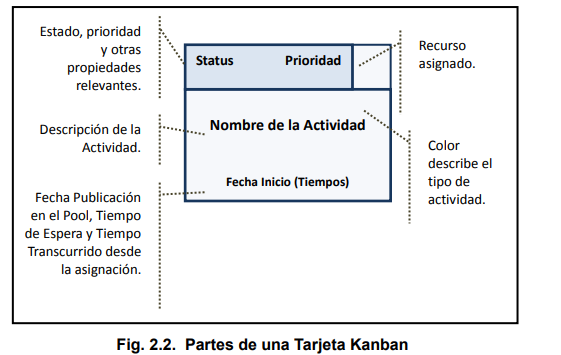 Estado, prioridad
y otras
propiedades
relevantes.
Status Prioridad
Recurso
asignado.
Descripción de la
Actividad.
Nombre de la Actividad
Color
describe el
tipo de
actividad.
Fecha Inicio (Tiempos)
Fecha Publicación
en el Pool, Tiempo
de Espera y Tiempo
Transcurrido desde
la asignación.
Fig. 2.2. Partes de una Tarjeta Kanban